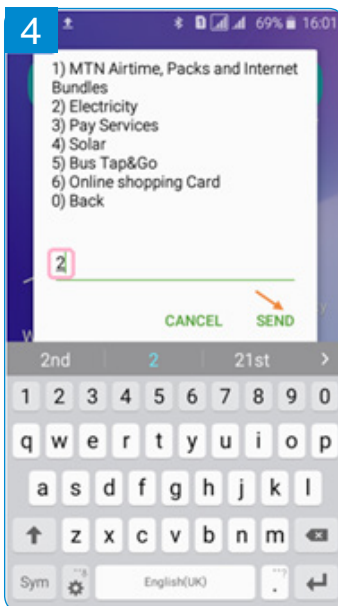 4
69% 16:01
1) MTN Airtime, Packs and Internet
Bundles
2) Electricity
3) Pay Services
4) Solar
5) Bus Tap&Go
6) Online shopping Card
0) Back
2
CANCEL SEND
2nd 2 21st >
1 2 3 4 5 6 7 8 9 0
q w e r t y u i o p
a s d f g h j k l
z x c v b n m
Sym English(UK) .